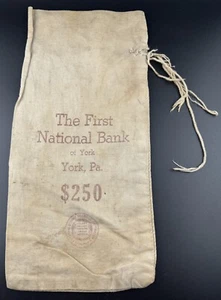 The First
National Bank
of York
York, Pa.
$250.